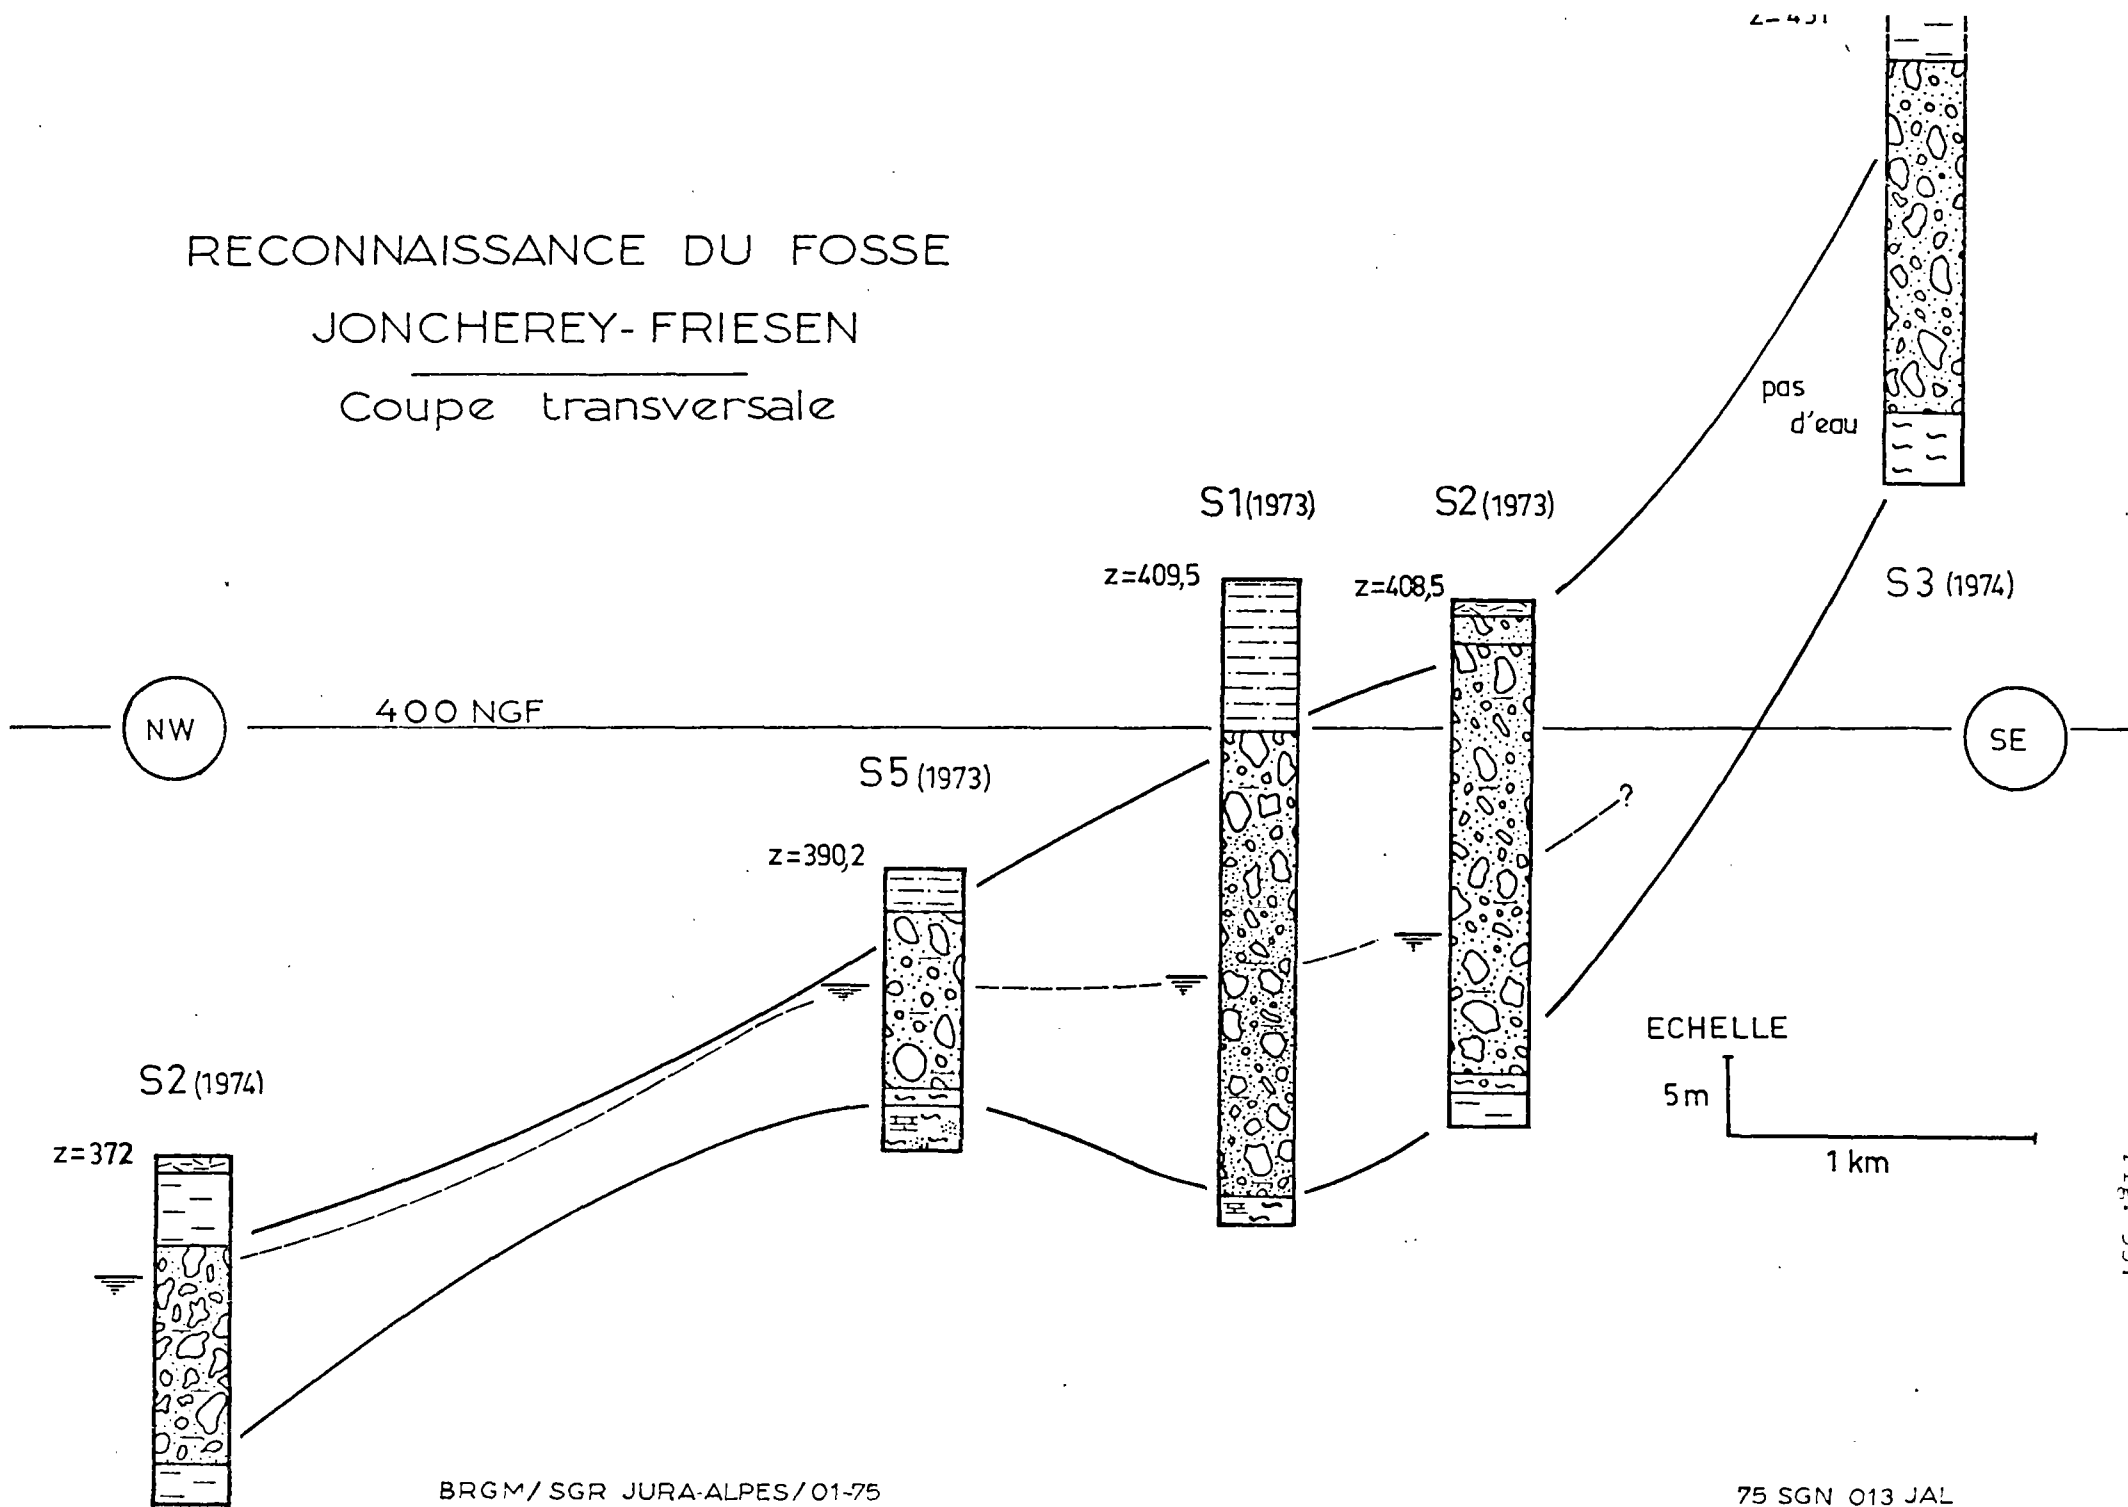 RECONNAISSANCE DU FOSSE
JONCHEREY-FRIESEN
Coupe transversale
pas
d'eau
S1 (1973)
S2 (1973)
z=409,5
z=408,5
S3 (1974)
NW
400 NGF
SE
S5 (1973)
?
z=390,2
ECHELLE
S2 (1974)
5m
z=372
1 km
BRGM/SGR JURA-ALPES/01-75
75 SGN 013 JAL